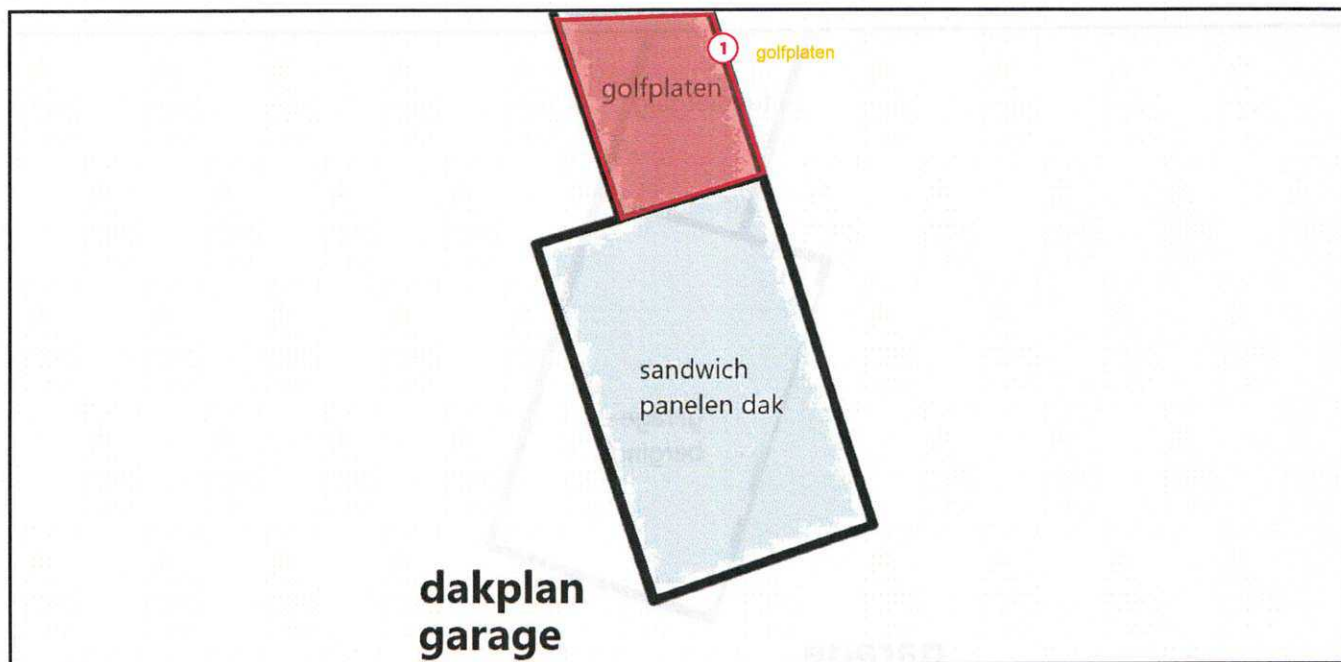 1
golfplaten
golfplaten
sandwich
panelen dak
dakplan
garage